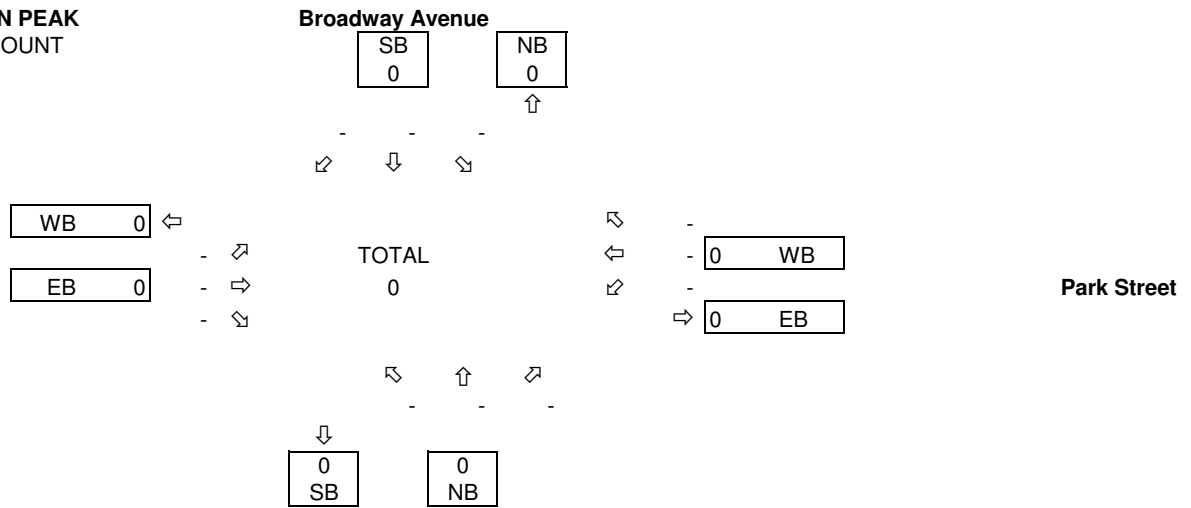 N PEAK Broadway Avenue
OUNT SB NB
0 0
⇧
- - -
⬃ ⇩ ⬂
WB 0 ⇦ ⬁ -
- ⬀ TOTAL ⇦ - 0 WB
EB 0 - ⇨ 0 ⬃ - Park Street
- ⬂ ⇨ 0 EB
⬁ ⇧ ⬀
- - -
⇩
0 0
SB NB